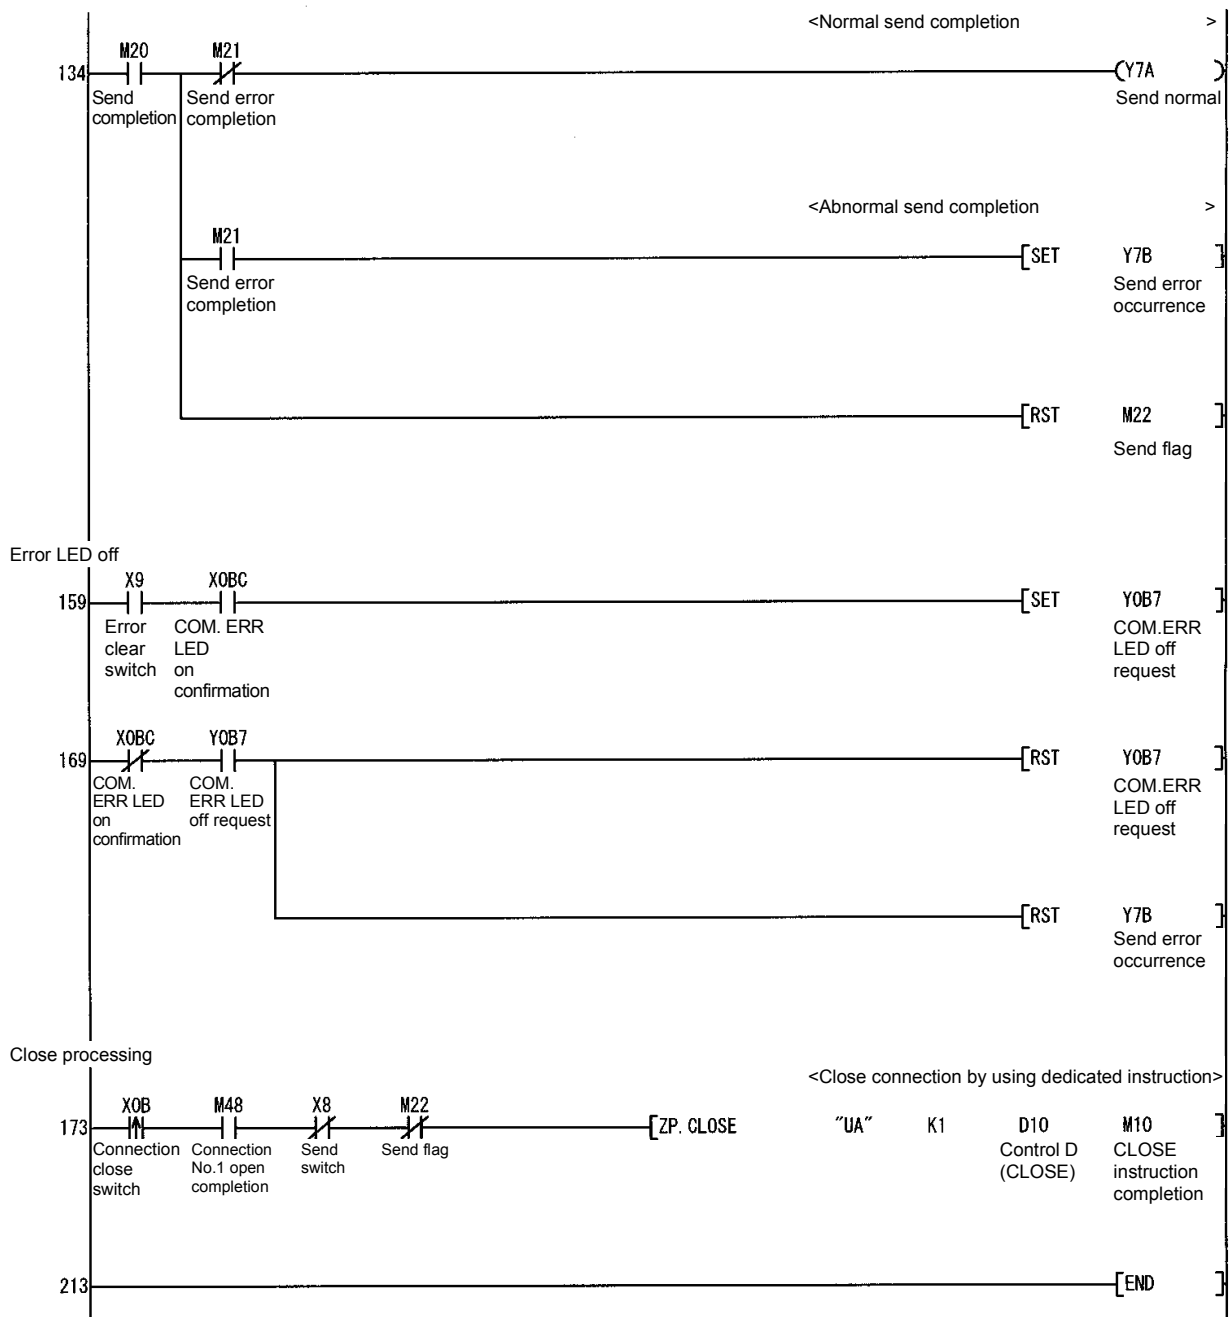 <Normal send completion >
M20 M21
134 (Y7A )
Send completion
Send error completion
Send normal
<Abnormal send completion >
M21
[SET Y7B ]
Send error completion
Send error occurrence
[RST M22 ]
Send flag
Error LED off
X9 X0BC
159 [SET Y0B7 ]
Error clear switch
COM. ERR LED on confirmation
COM.ERR LED off request
X0BC Y0B7
169 [RST Y0B7 ]
COM. ERR LED on confirmation
COM. ERR LED off request
COM.ERR LED off request
[RST Y7B ]
Send error occurrence
Close processing
<Close connection by using dedicated instruction>
X0B M48 X8 M22
173 [ZP.CLOSE "UA" K1 D10 M10 ]
Connection close switch
Connection No.1 open completion
Send switch
Send flag
Control D (CLOSE)
CLOSE instruction completion
213 [END ]